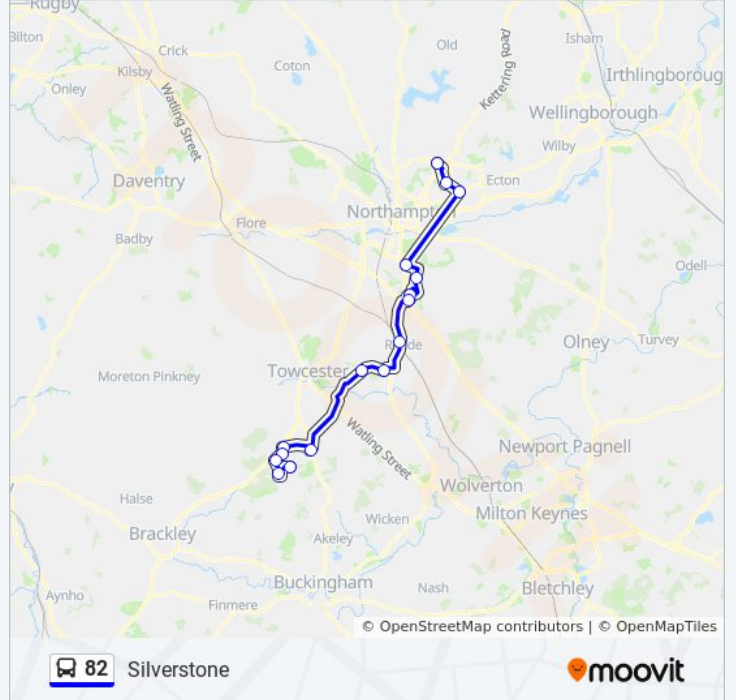 Rugby
Bilton
Crick
Old
Isham
Kilsby
Coton
Irthlingboroug
Onley
Watling Street
Kettering Road
Wellingborough
Wilby
Daventry
Ecton
Northampt
Flore
Badby
Odell
Olney
Turvey
Towcester
Moreton Pinkney
Watling Street
Newport Pagnell
Wolverton
Halse
Milton Keynes
Wicken
Brackley
Akeley
Buckingham
Nash
Bletchley
Aynho
Finmere
© OpenStreetMap contributors | © OpenMapTiles
82 Silverstone
moovit